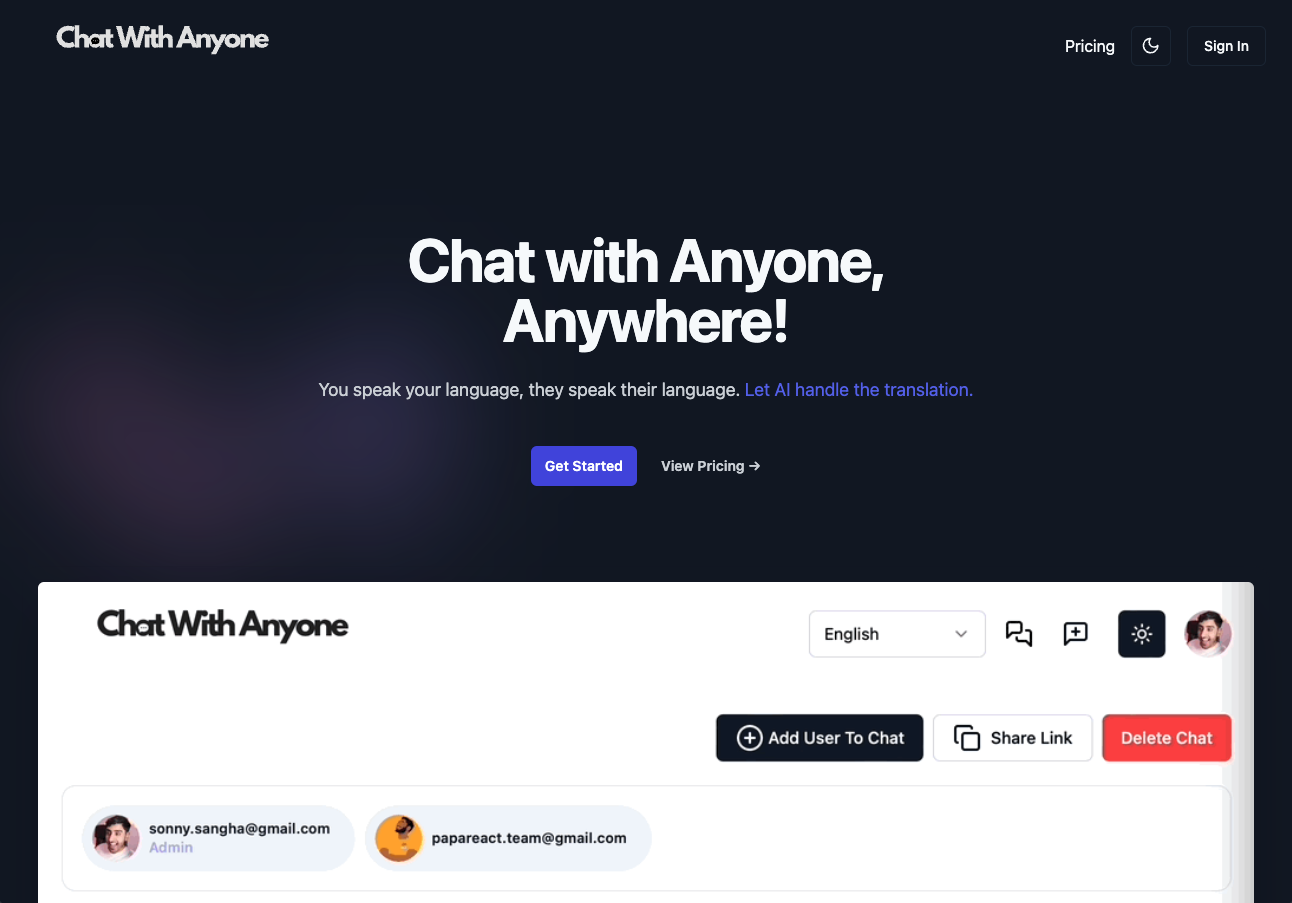 Chat With Anyone
Pricing
Sign In
Chat with Anyone,
Anywhere!
You speak your language, they speak their language. Let AI handle the translation.
Get Started
View Pricing →
Chat With Anyone
English
Add User To Chat
Share Link
Delete Chat
sonny.sangha@gmail.com
Admin
papareact.team@gmail.com